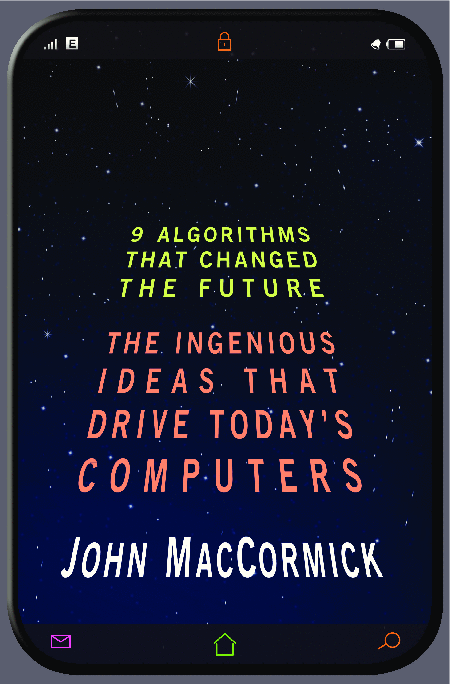 E
9 ALGORITHMS
THAT CHANGED
THE FUTURE
THE INGENIOUS
IDEAS THAT
DRIVE TODAY'S
COMPUTERS
JOHN MACCORMICK